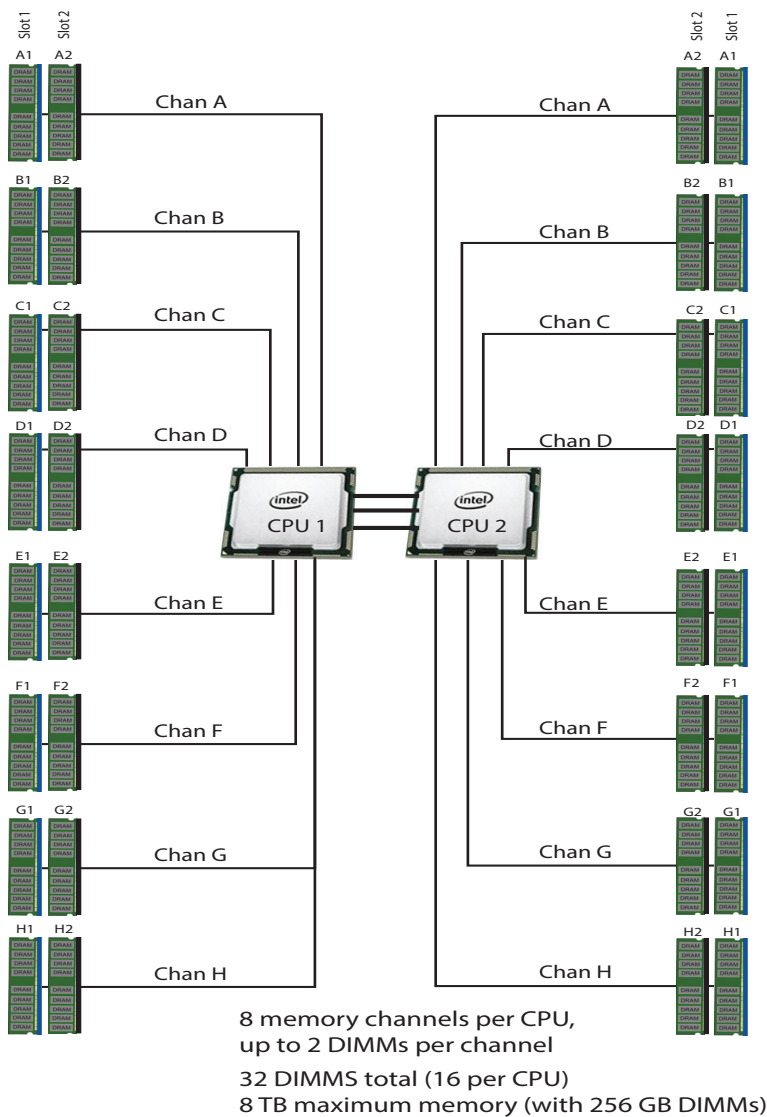 Slot 1
Slot 2
Slot 2
Slot 1
A1 A2
A2 A1
DRAM
Chan A
Chan A
B1 B2
B2 B1
Chan B
Chan B
C1 C2
C2 C1
Chan C
Chan C
D1 D2
D2 D1
Chan D
Chan D
intel
CPU 1
intel
CPU 2
E1 E2
E2 E1
Chan E
Chan E
F1 F2
F2 F1
Chan F
Chan F
G1 G2
G2 G1
Chan G
Chan G
H1 H2
H2 H1
Chan H
Chan H
8 memory channels per CPU,
up to 2 DIMMs per channel
32 DIMMS total (16 per CPU)
8 TB maximum memory (with 256 GB DIMMs)